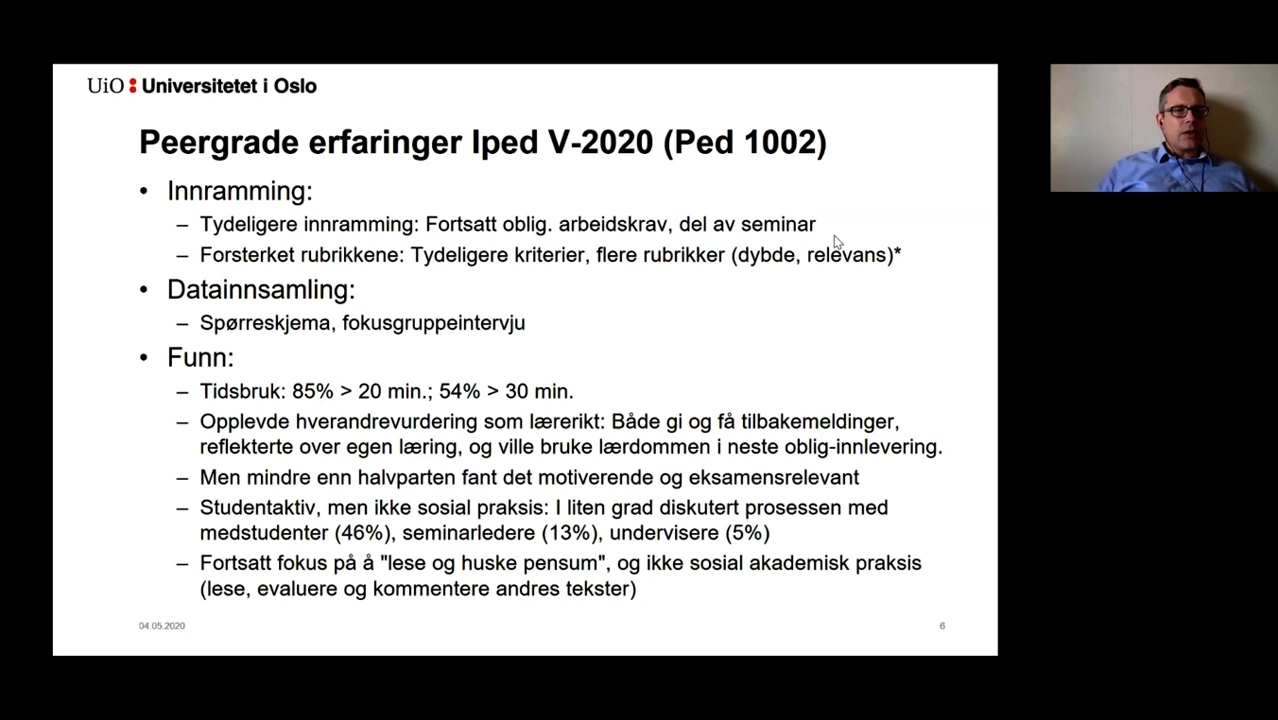 UiO : Universitetet i Oslo
Peergrade erfaringer Iped V-2020 (Ped 1002)
• Innramming:
– Tydeligere innramming: Fortsatt oblig. arbeidskrav, del av seminar
– Forsterket rubrikkene: Tydeligere kriterier, flere rubrikker (dybde, relevans)*
• Datainnsamling:
– Spørreskjema, fokusgruppeintervju
• Funn:
– Tidsbruk: 85% > 20 min.; 54% > 30 min.
– Opplevde hverandrevurdering som lærerikt: Både gi og få tilbakemeldinger,
reflekterte over egen læring, og ville bruke lærdommen i neste oblig-innlevering.
– Men mindre enn halvparten fant det motiverende og eksamensrelevant
– Studentaktiv, men ikke sosial praksis: I liten grad diskutert prosessen med
medstudenter (46%), seminarledere (13%), undervisere (5%)
– Fortsatt fokus på å "lese og huske pensum", og ikke sosial akademisk praksis
(lese, evaluere og kommentere andres tekster)
04.05.2020
6